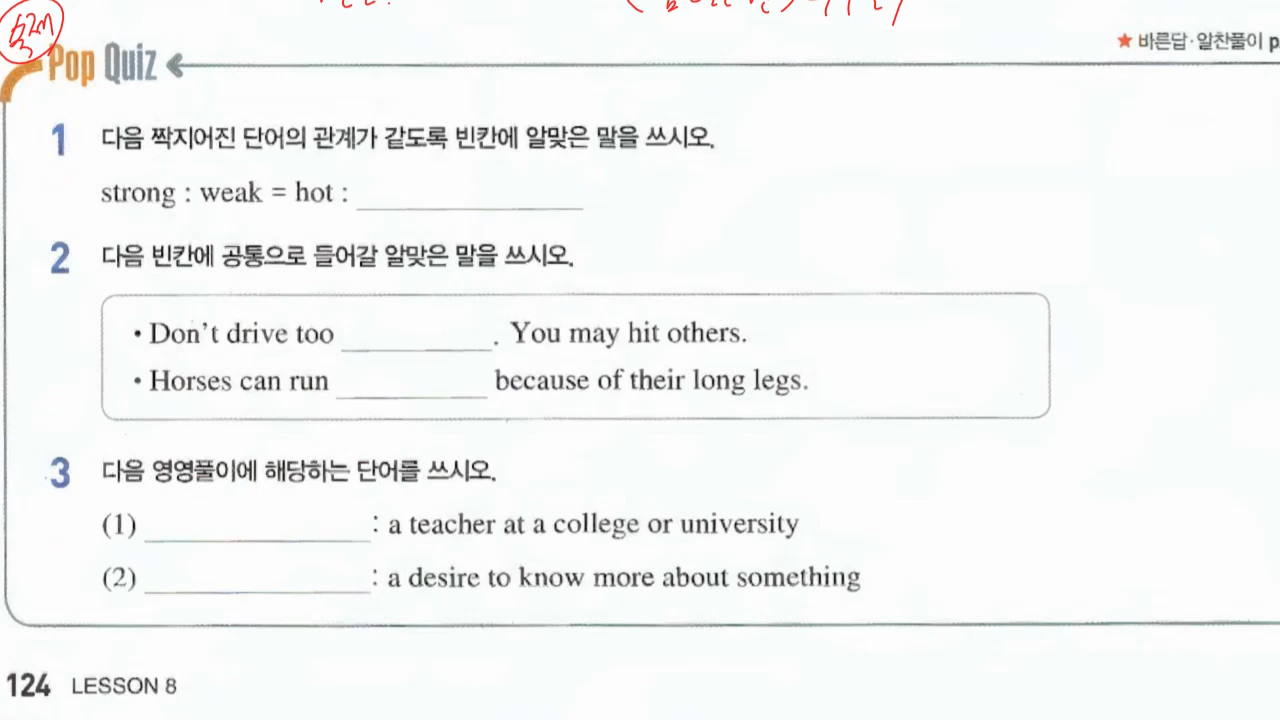 숙제
Pop Quiz
★ 바른답·알찬풀이 p
1 다음 짝지어진 단어의 관계가 같도록 빈칸에 알맞은 말을 쓰시오.
strong : weak = hot :
2 다음 빈칸에 공통으로 들어갈 알맞은 말을 쓰시오.
• Don't drive too . You may hit others.
• Horses can run because of their long legs.
3 다음 영영풀이에 해당하는 단어를 쓰시오.
(1) : a teacher at a college or university
(2) : a desire to know more about something
124 LESSON 8